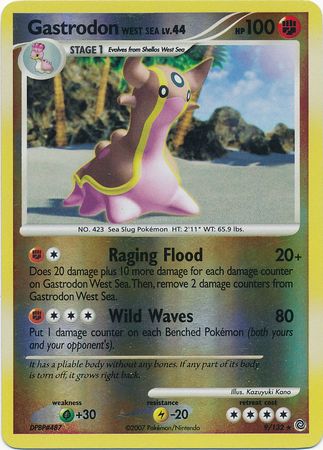 Gastrodon WEST SEA LV.44 HP 100
STAGE 1 Evolves from Shellos West Sea
NO. 423 Sea Slug Pokémon HT: 2'11" WT: 65.9 lbs.
Raging Flood 20+
Does 20 damage plus 10 more for each damage counter
on Gastrodon West Sea. Then, remove 2 damage counters
from Gastrodon West Sea.
Wild Waves 80
Put 1 damage counter on each Benched Pokémon (both yours
and your opponent's).
It has a pliable body without any bones. If any part of its body
is torn off, it grows right back.
Illus. Kazuyuki Kano
weakness resistance retreat cost
+30 -20
DPBP#487 ©2007 Pokémon/Nintendo 9/132